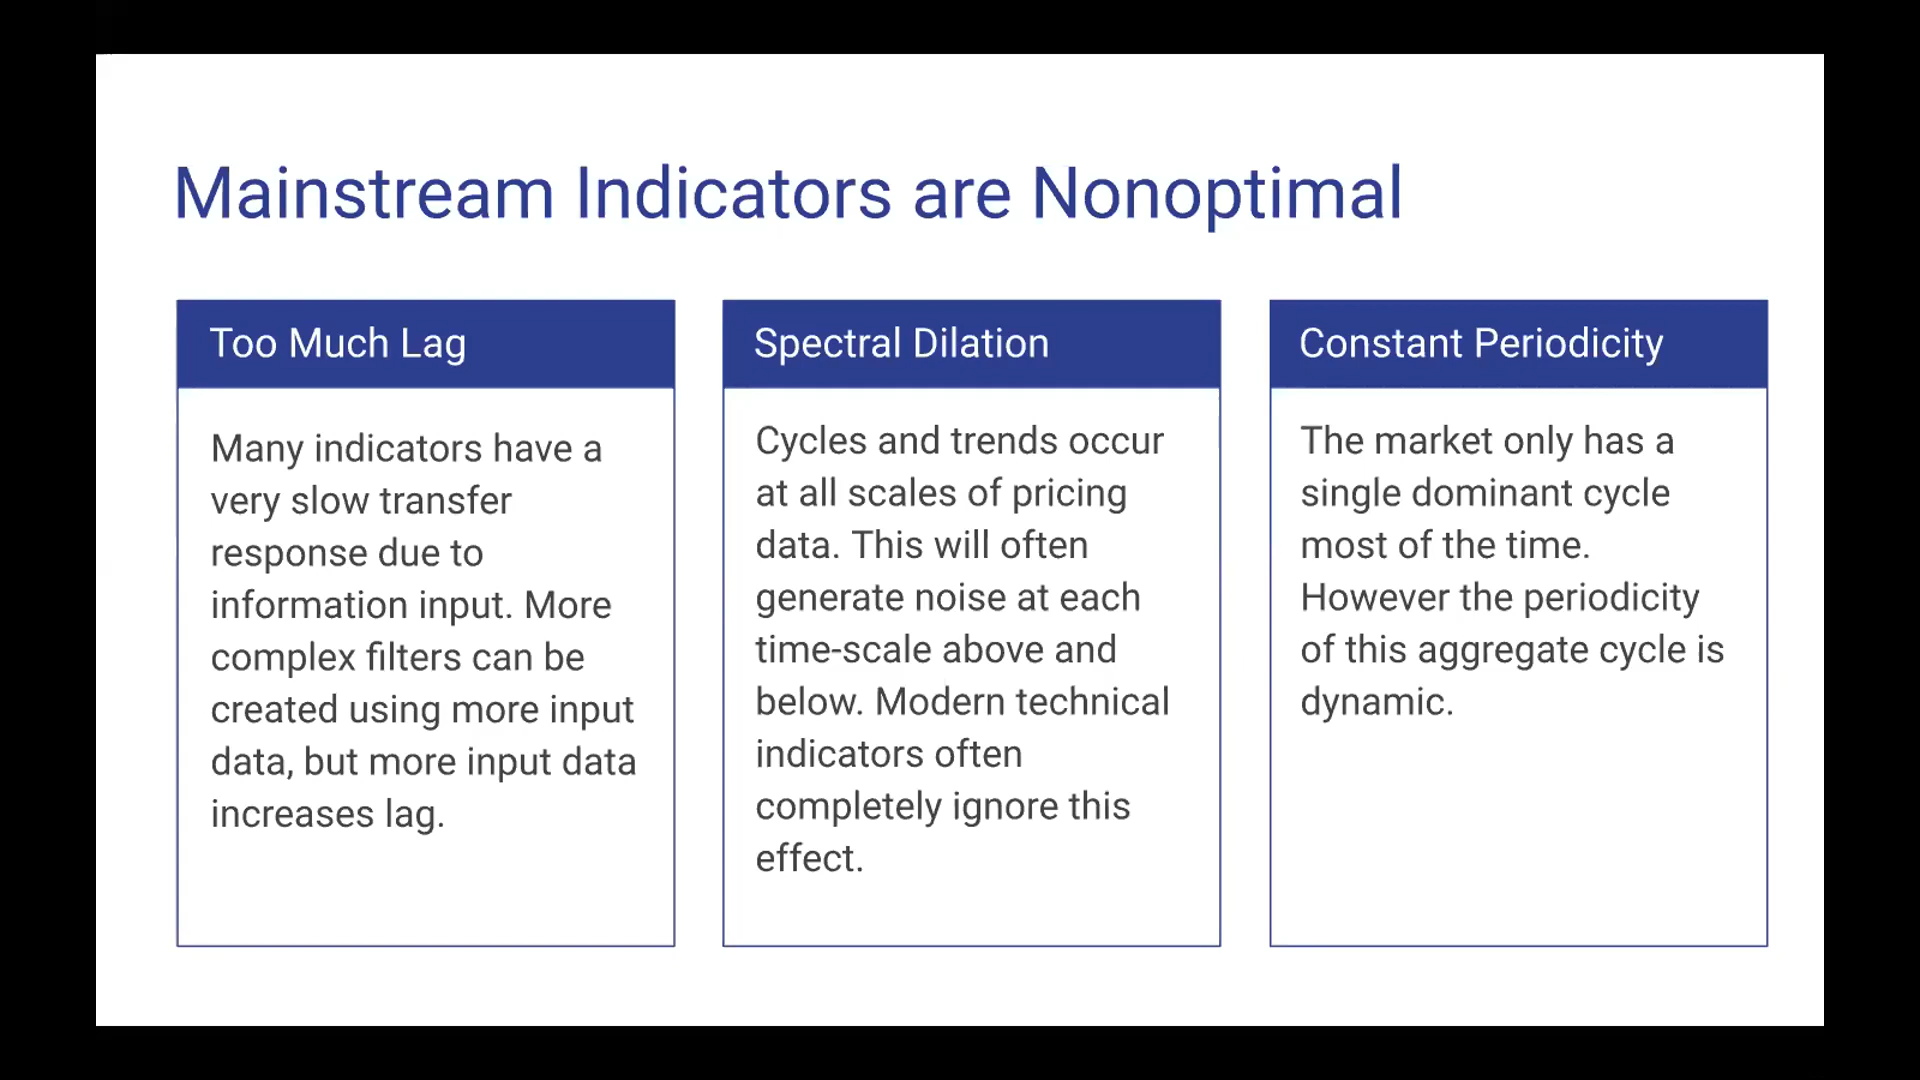 Mainstream Indicators are Nonoptimal
Too Much Lag
Many indicators have a
very slow transfer
response due to
information input. More
complex filters can be
created using more input
data, but more input data
increases lag.
Spectral Dilation
Cycles and trends occur
at all scales of pricing
data. This will often
generate noise at each
time-scale above and
below. Modern technical
indicators often
completely ignore this
effect.
Constant Periodicity
The market only has a
single dominant cycle
most of the time.
However the periodicity
of this aggregate cycle is
dynamic.